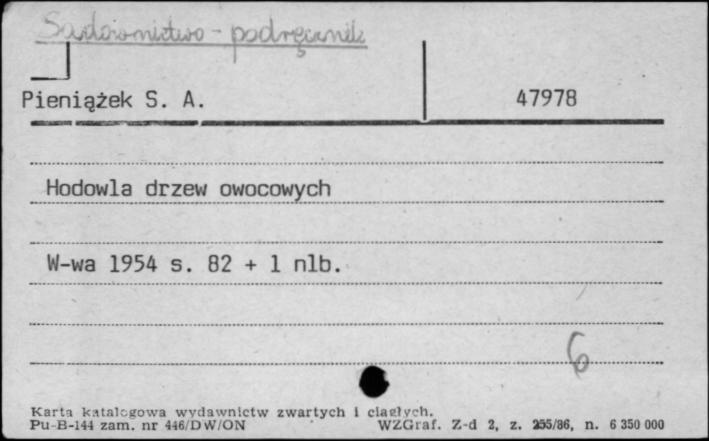 Sadownictwo - podręcznik
Pieniążek S. A. 47978
Hodowla drzew owocowych
W-wa 1954 s. 82 + 1 nlb.
6
Karta katalogowa wydawnictw zwartych i ciągłych.
Pu-B-144 zam. nr 446/DW/ON WZGraf. Z-d 2, z. 255/86, n. 6 350 000